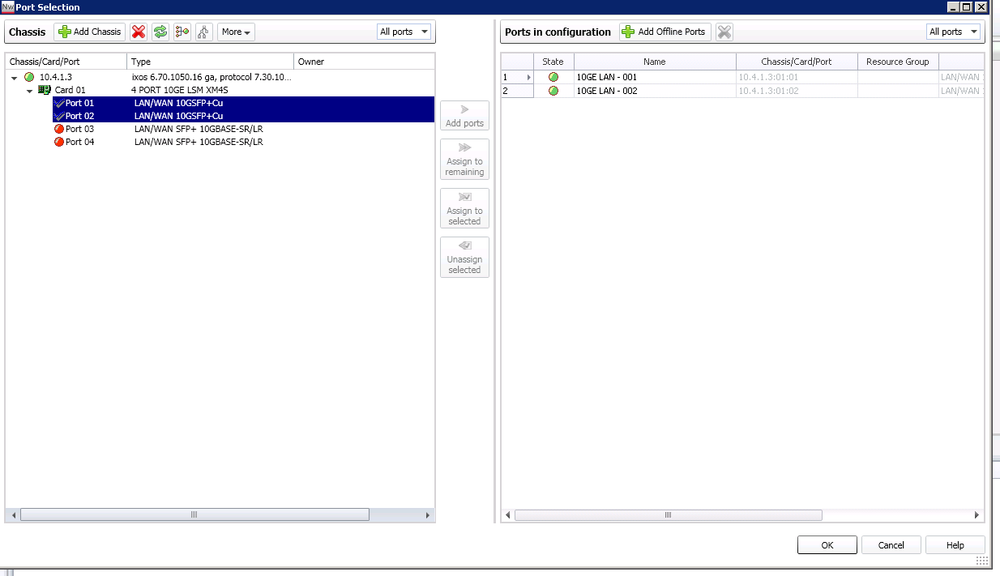 Nw Port Selection
Chassis Add Chassis More All ports
Chassis/Card/Port Type Owner
10.4.1.3 ixos 6.70.1050.16 ga, protocol 7.30.10...
Card 01 4 PORT 10GE LSM XM4S
Port 01 LAN/WAN 10GSFP+Cu
Port 02 LAN/WAN 10GSFP+Cu
Port 03 LAN/WAN SFP+ 10GBASE-SR/LR
Port 04 LAN/WAN SFP+ 10GBASE-SR/LR
Add ports
Assign to
remaining
Assign to
selected
Unassign
selected
Ports in configuration Add Offline Ports All ports
State Name Chassis/Card/Port Resource Group
1 10GE LAN - 001 10.4.1.3:01:01 LAN/WAN
2 10GE LAN - 002 10.4.1.3:01:02 LAN/WAN
OK Cancel Help